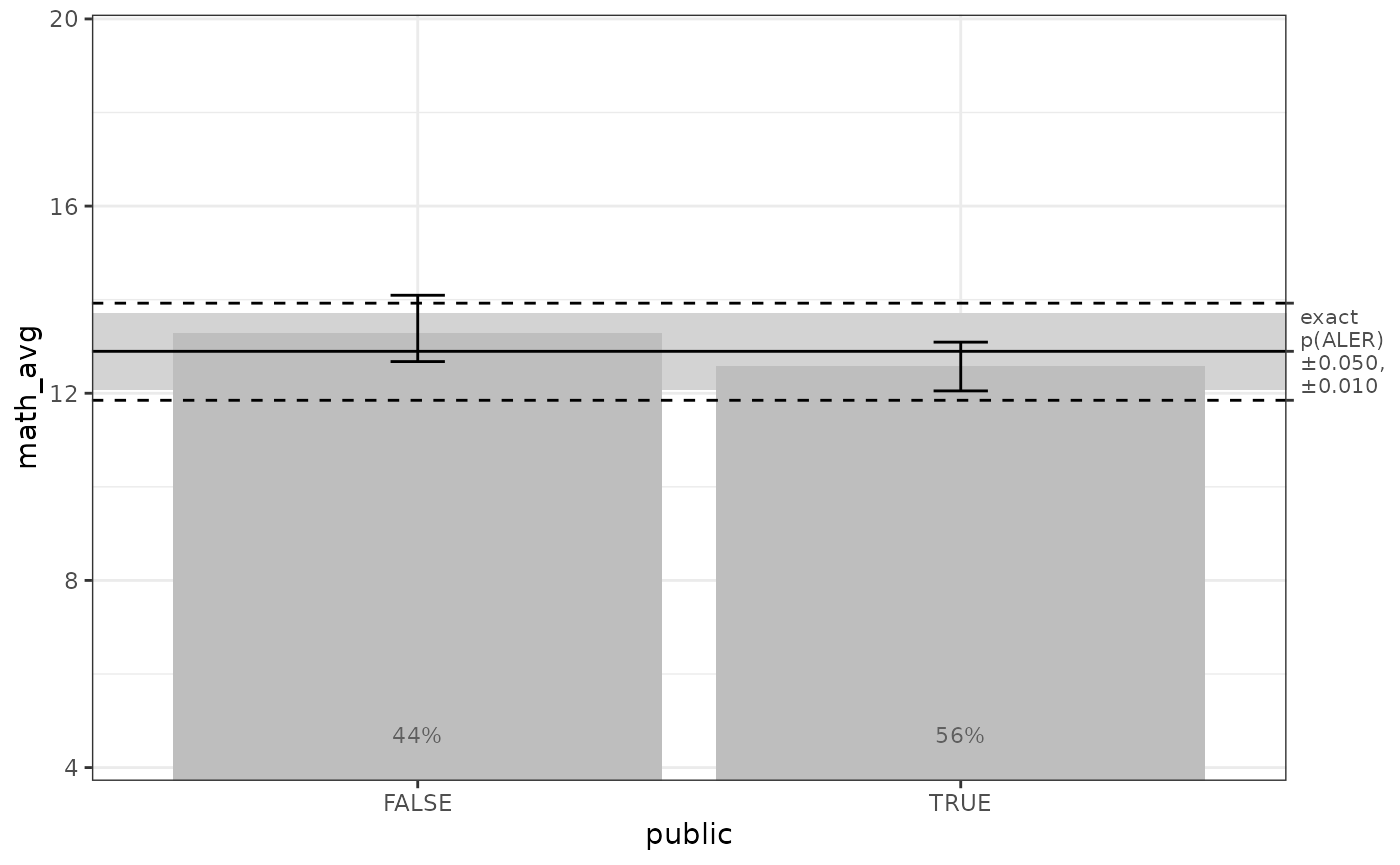 20
16
12
8
4
math_avg
exact
p(ALER)
±0.050,
±0.010
44%
56%
FALSE
TRUE
public